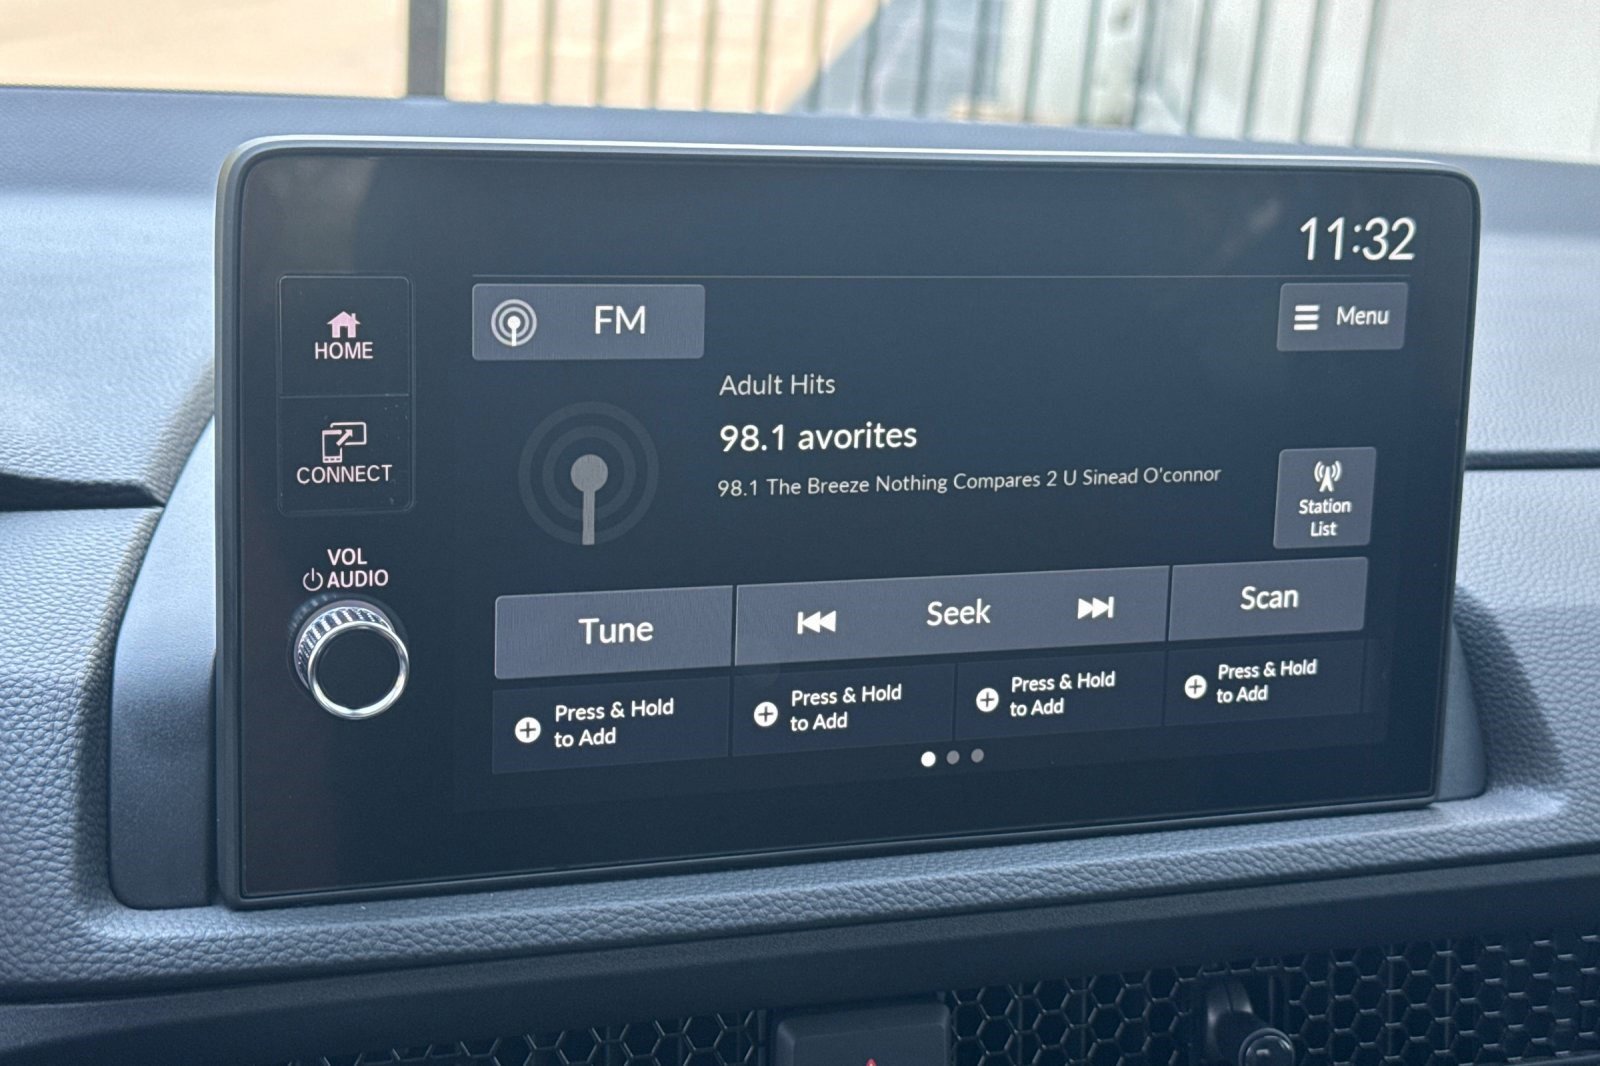 11:32
HOME
CONNECT
VOL
AUDIO
FM
Menu
Adult Hits
98.1 avorites
98.1 The Breeze Nothing Compares 2 U Sinead O'connor
Station
List
Tune
Seek
Scan
Press & Hold
to Add
Press & Hold
to Add
Press & Hold
to Add
Press & Hold
to Add